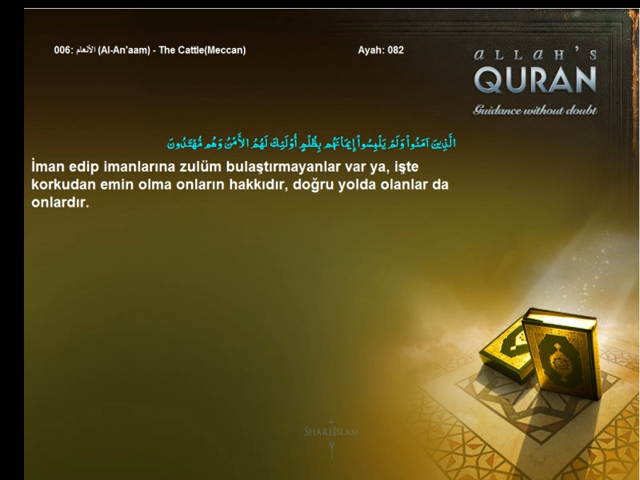 006: الأنعام (Al-An'aam) - The Cattle(Meccan) Ayah: 082
ALLAH'S
QURAN
Guidance without doubt
الَّذِينَ آمَنُواْ وَلَمْ يَلْبِسُواْ إِيمَانَهُم بِظُلْمٍ أُوْلَئِكَ لَهُمُ الأَمْنُ وَهُم مُّهْتَدُونَ
İman edip imanlarına zulüm bulaştırmayanlar var ya, işte
korkudan emin olma onların hakkıdır, doğru yolda olanlar da
onlardır.
SHAREISLAM